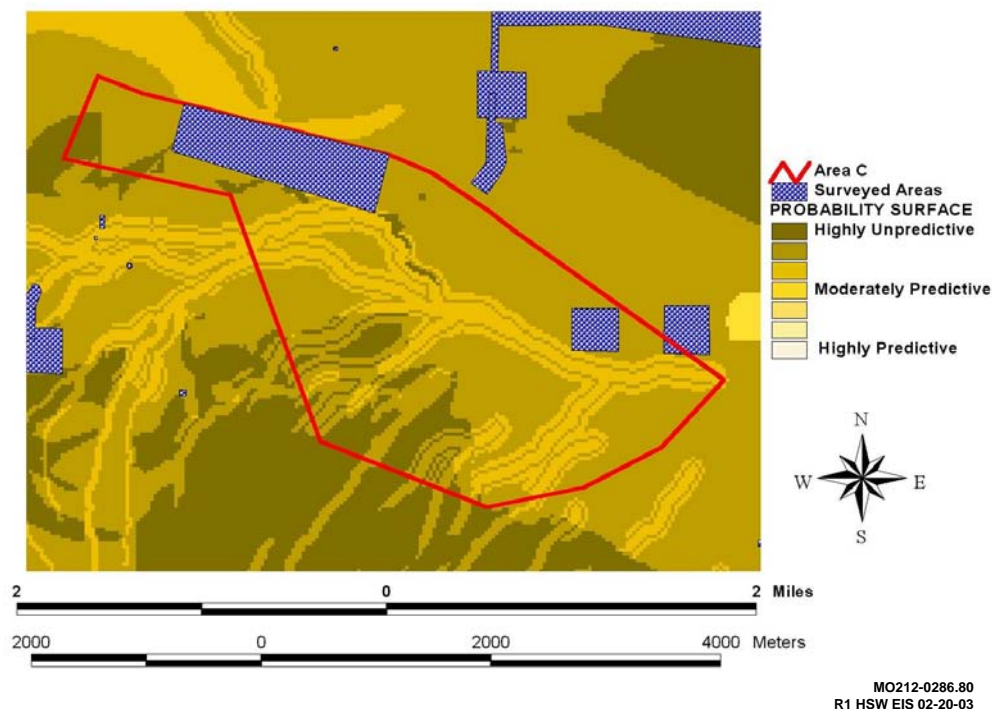 Area C
Surveyed Areas
PROBABILITY SURFACE
Highly Unpredictive
Moderately Predictive
Highly Predictive
N
W E
S
2 0 2 Miles
2000 0 2000 4000 Meters
MO212-0286.80
R1 HSW EIS 02-20-03